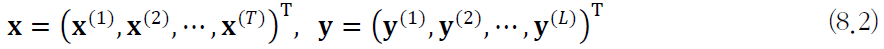 𝐱 = (𝐱⁽¹⁾, 𝐱⁽²⁾, ⋯, 𝐱⁽ᵀ⁾)ᵀ, 𝐲 = (𝐲⁽¹⁾, 𝐲⁽²⁾, ⋯, 𝐲⁽ᴸ⁾)ᵀ (8.2)